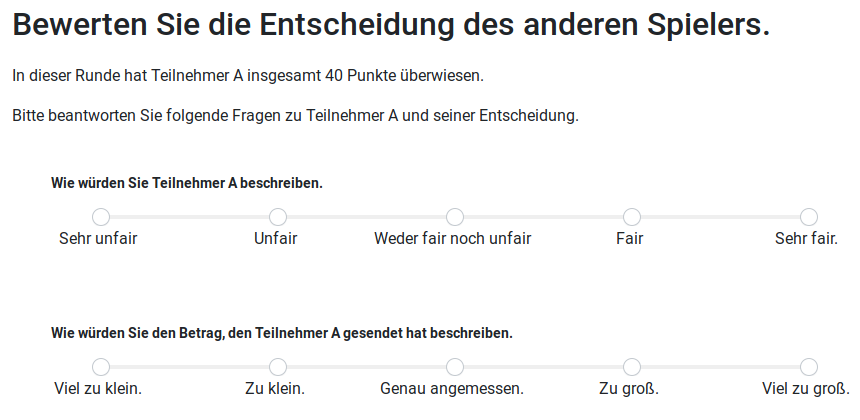 Bewerten Sie die Entscheidung des anderen Spielers.
In dieser Runde hat Teilnehmer A insgesamt 40 Punkte überwiesen.
Bitte beantworten Sie folgende Fragen zu Teilnehmer A und seiner Entscheidung.
Wie würden Sie Teilnehmer A beschreiben.
Sehr unfair Unfair Weder fair noch unfair Fair Sehr fair.
Wie würden Sie den Betrag, den Teilnehmer A gesendet hat beschreiben.
Viel zu klein. Zu klein. Genau angemessen. Zu groß. Viel zu groß.